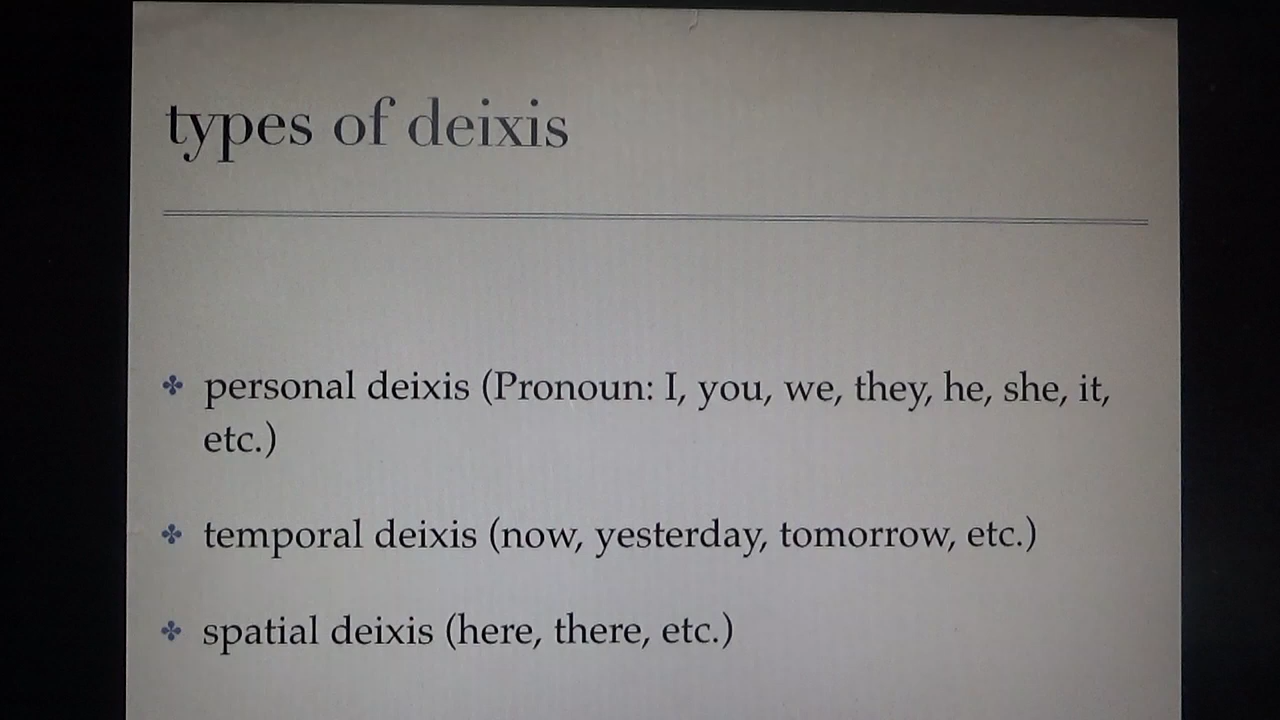 types of deixis
personal deixis (Pronoun: I, you, we, they, he, she, it,
etc.)
temporal deixis (now, yesterday, tomorrow, etc.)
spatial deixis (here, there, etc.)